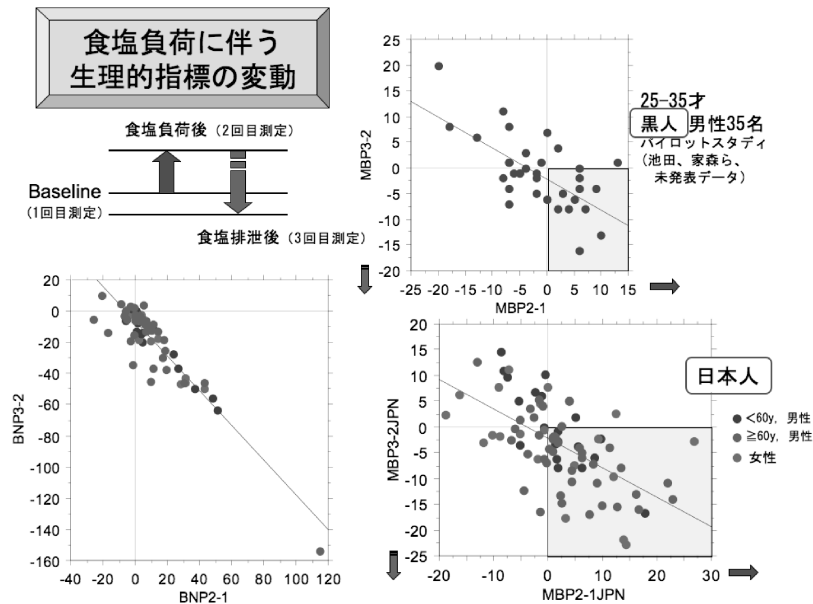 食塩負荷に伴う
生理的指標の変動
食塩負荷後（2回目測定）
Baseline
（1回目測定）
食塩排泄後（3回目測定）
MBP3-2
20
15
10
5
0
-5
-10
-15
-20
25
-25 -20 -15 -10 -5 0 5 10 15
MBP2-1
25-35才
黒人 男性35名
パイロットスタディ
（池田、家森ら、
未発表データ）
BNP3-2
20
0
-20
-40
-60
-80
-100
-120
-140
-160
-40 -20 0 20 40 60 80 100 120
BNP2-1
MBP3-2JPN
20
15
10
5
0
-5
-10
-15
-20
-25
-20 -10 0 10 20 30
MBP2-1JPN
日本人
＜60y, 男性
≧60y, 男性
女性